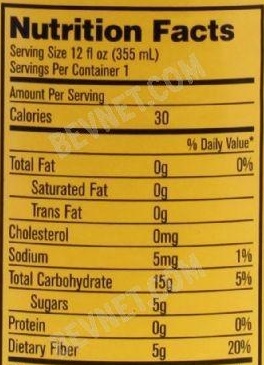 Nutrition Facts
Serving Size 12 fl oz (355 mL)
Servings Per Container 1
Amount Per Serving
Calories 30
% Daily Value*
Total Fat 0g 0%
Saturated Fat 0g
Trans Fat 0g
Cholesterol 0mg
Sodium 5mg 1%
Total Carbohydrate 15g 5%
Sugars 5g
Protein 0g 0%
Dietary Fiber 5g 20%
BEVNET.COM
BEVNET.COM